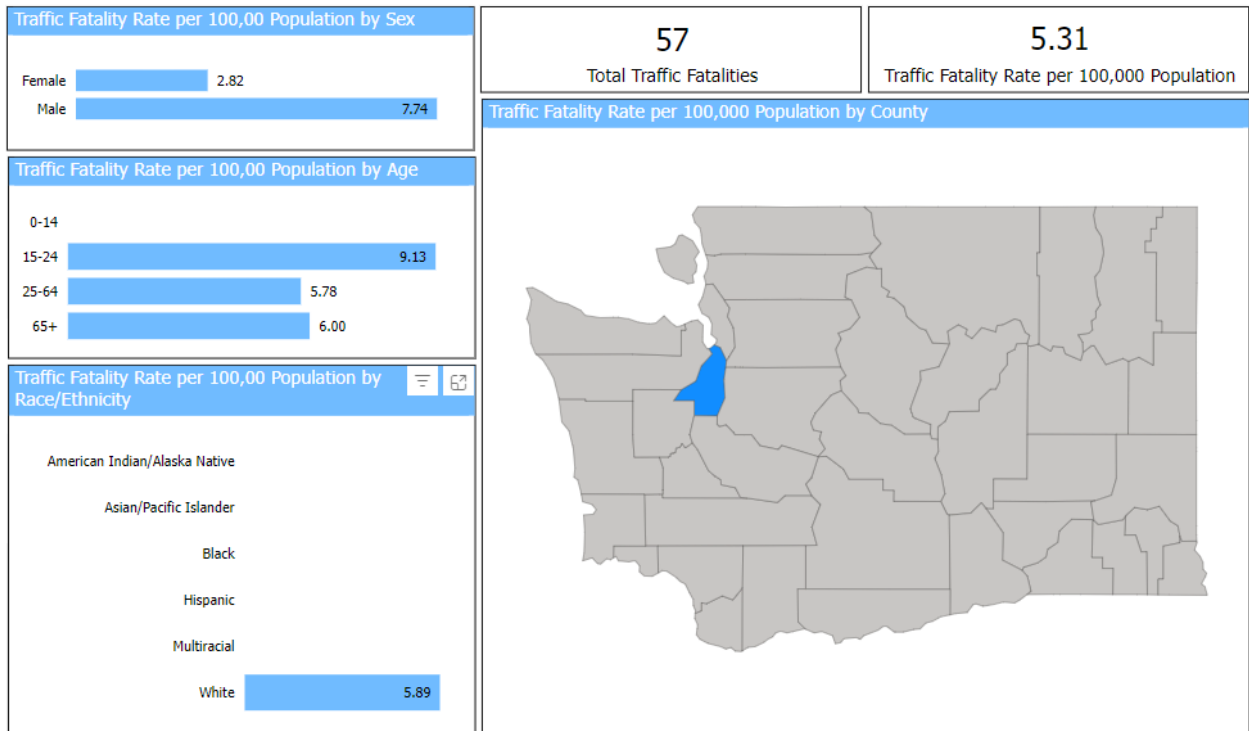 Traffic Fatality Rate per 100,00 Population by Sex
Female 2.82
Male 7.74
57
Total Traffic Fatalities
5.31
Traffic Fatality Rate per 100,000 Population
Traffic Fatality Rate per 100,00 Population by Age
0-14
15-24 9.13
25-64 5.78
65+ 6.00
Traffic Fatality Rate per 100,00 Population by
Race/Ethnicity
American Indian/Alaska Native
Asian/Pacific Islander
Black
Hispanic
Multiracial
White 5.89
Traffic Fatality Rate per 100,000 Population by County